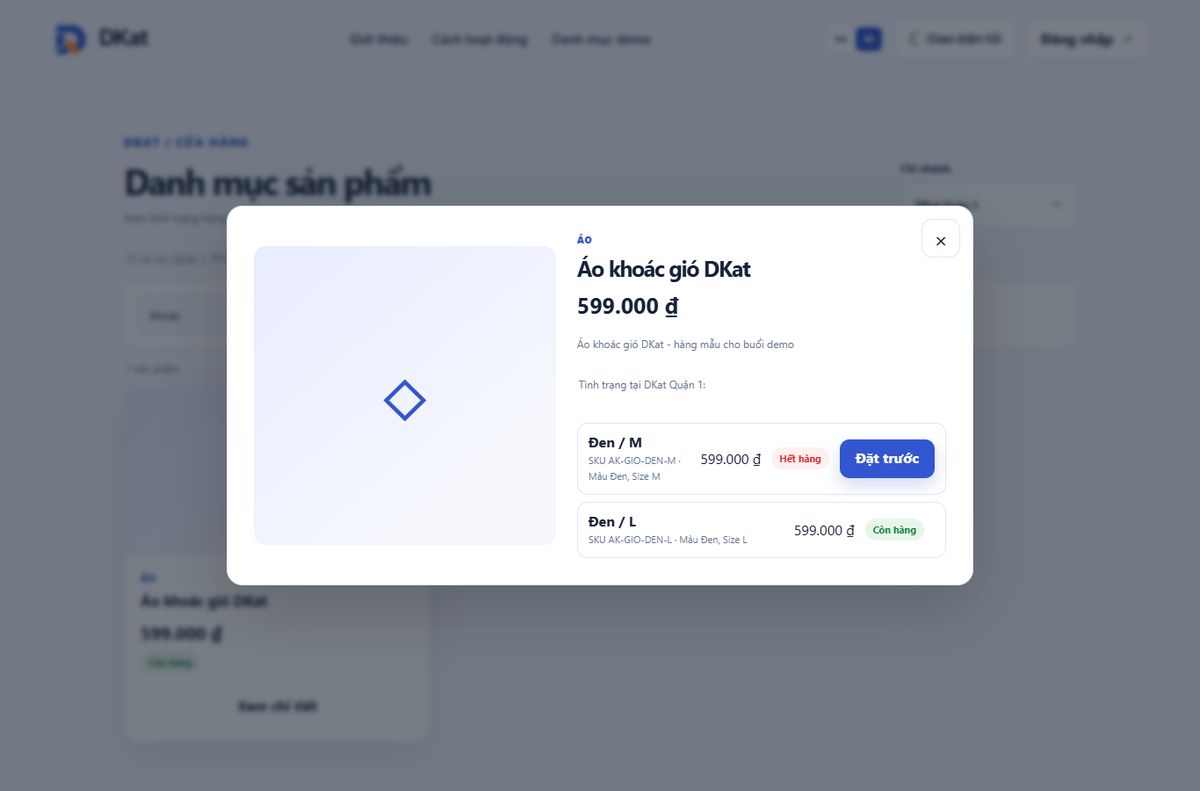 DKat
Giới thiệu
Cách hoạt động
Danh mục demo
Giao diện tối
Đăng nhập
DKAT / CỬA HÀNG
Danh mục sản phẩm
Chi nhánh
ÁO
Áo khoác gió DKat
599.000 ₫
Áo khoác gió DKat - hàng mẫu cho buổi demo
Tình trạng tại DKat Quận 1:
Đen / M
SKU AK-GIO-DEN-M ·
Màu Đen, Size M
599.000 ₫
Hết hàng
Đặt trước
Đen / L
SKU AK-GIO-DEN-L · Màu Đen, Size L
599.000 ₫
Còn hàng
1 sản phẩm
ÁO
Áo khoác gió DKat
599.000 ₫
Còn hàng
Xem chi tiết